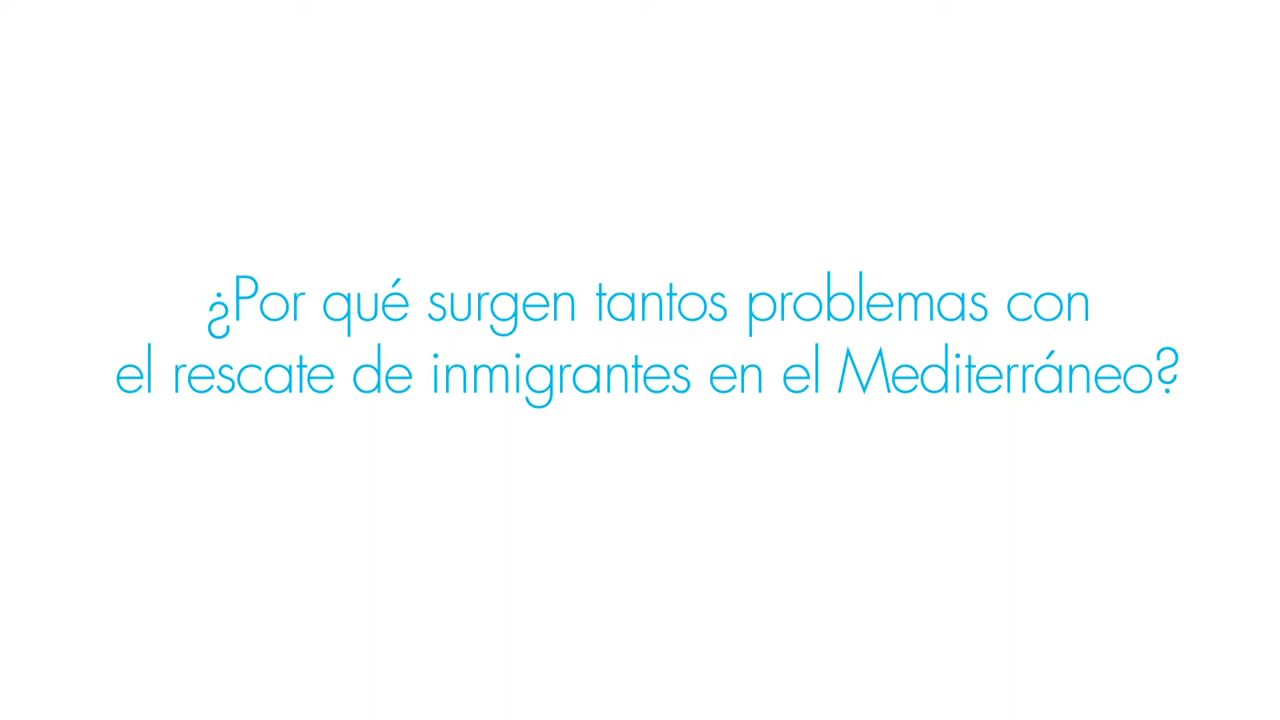 ¿Por qué surgen tantos problemas con
el rescate de inmigrantes en el Mediterráneo?